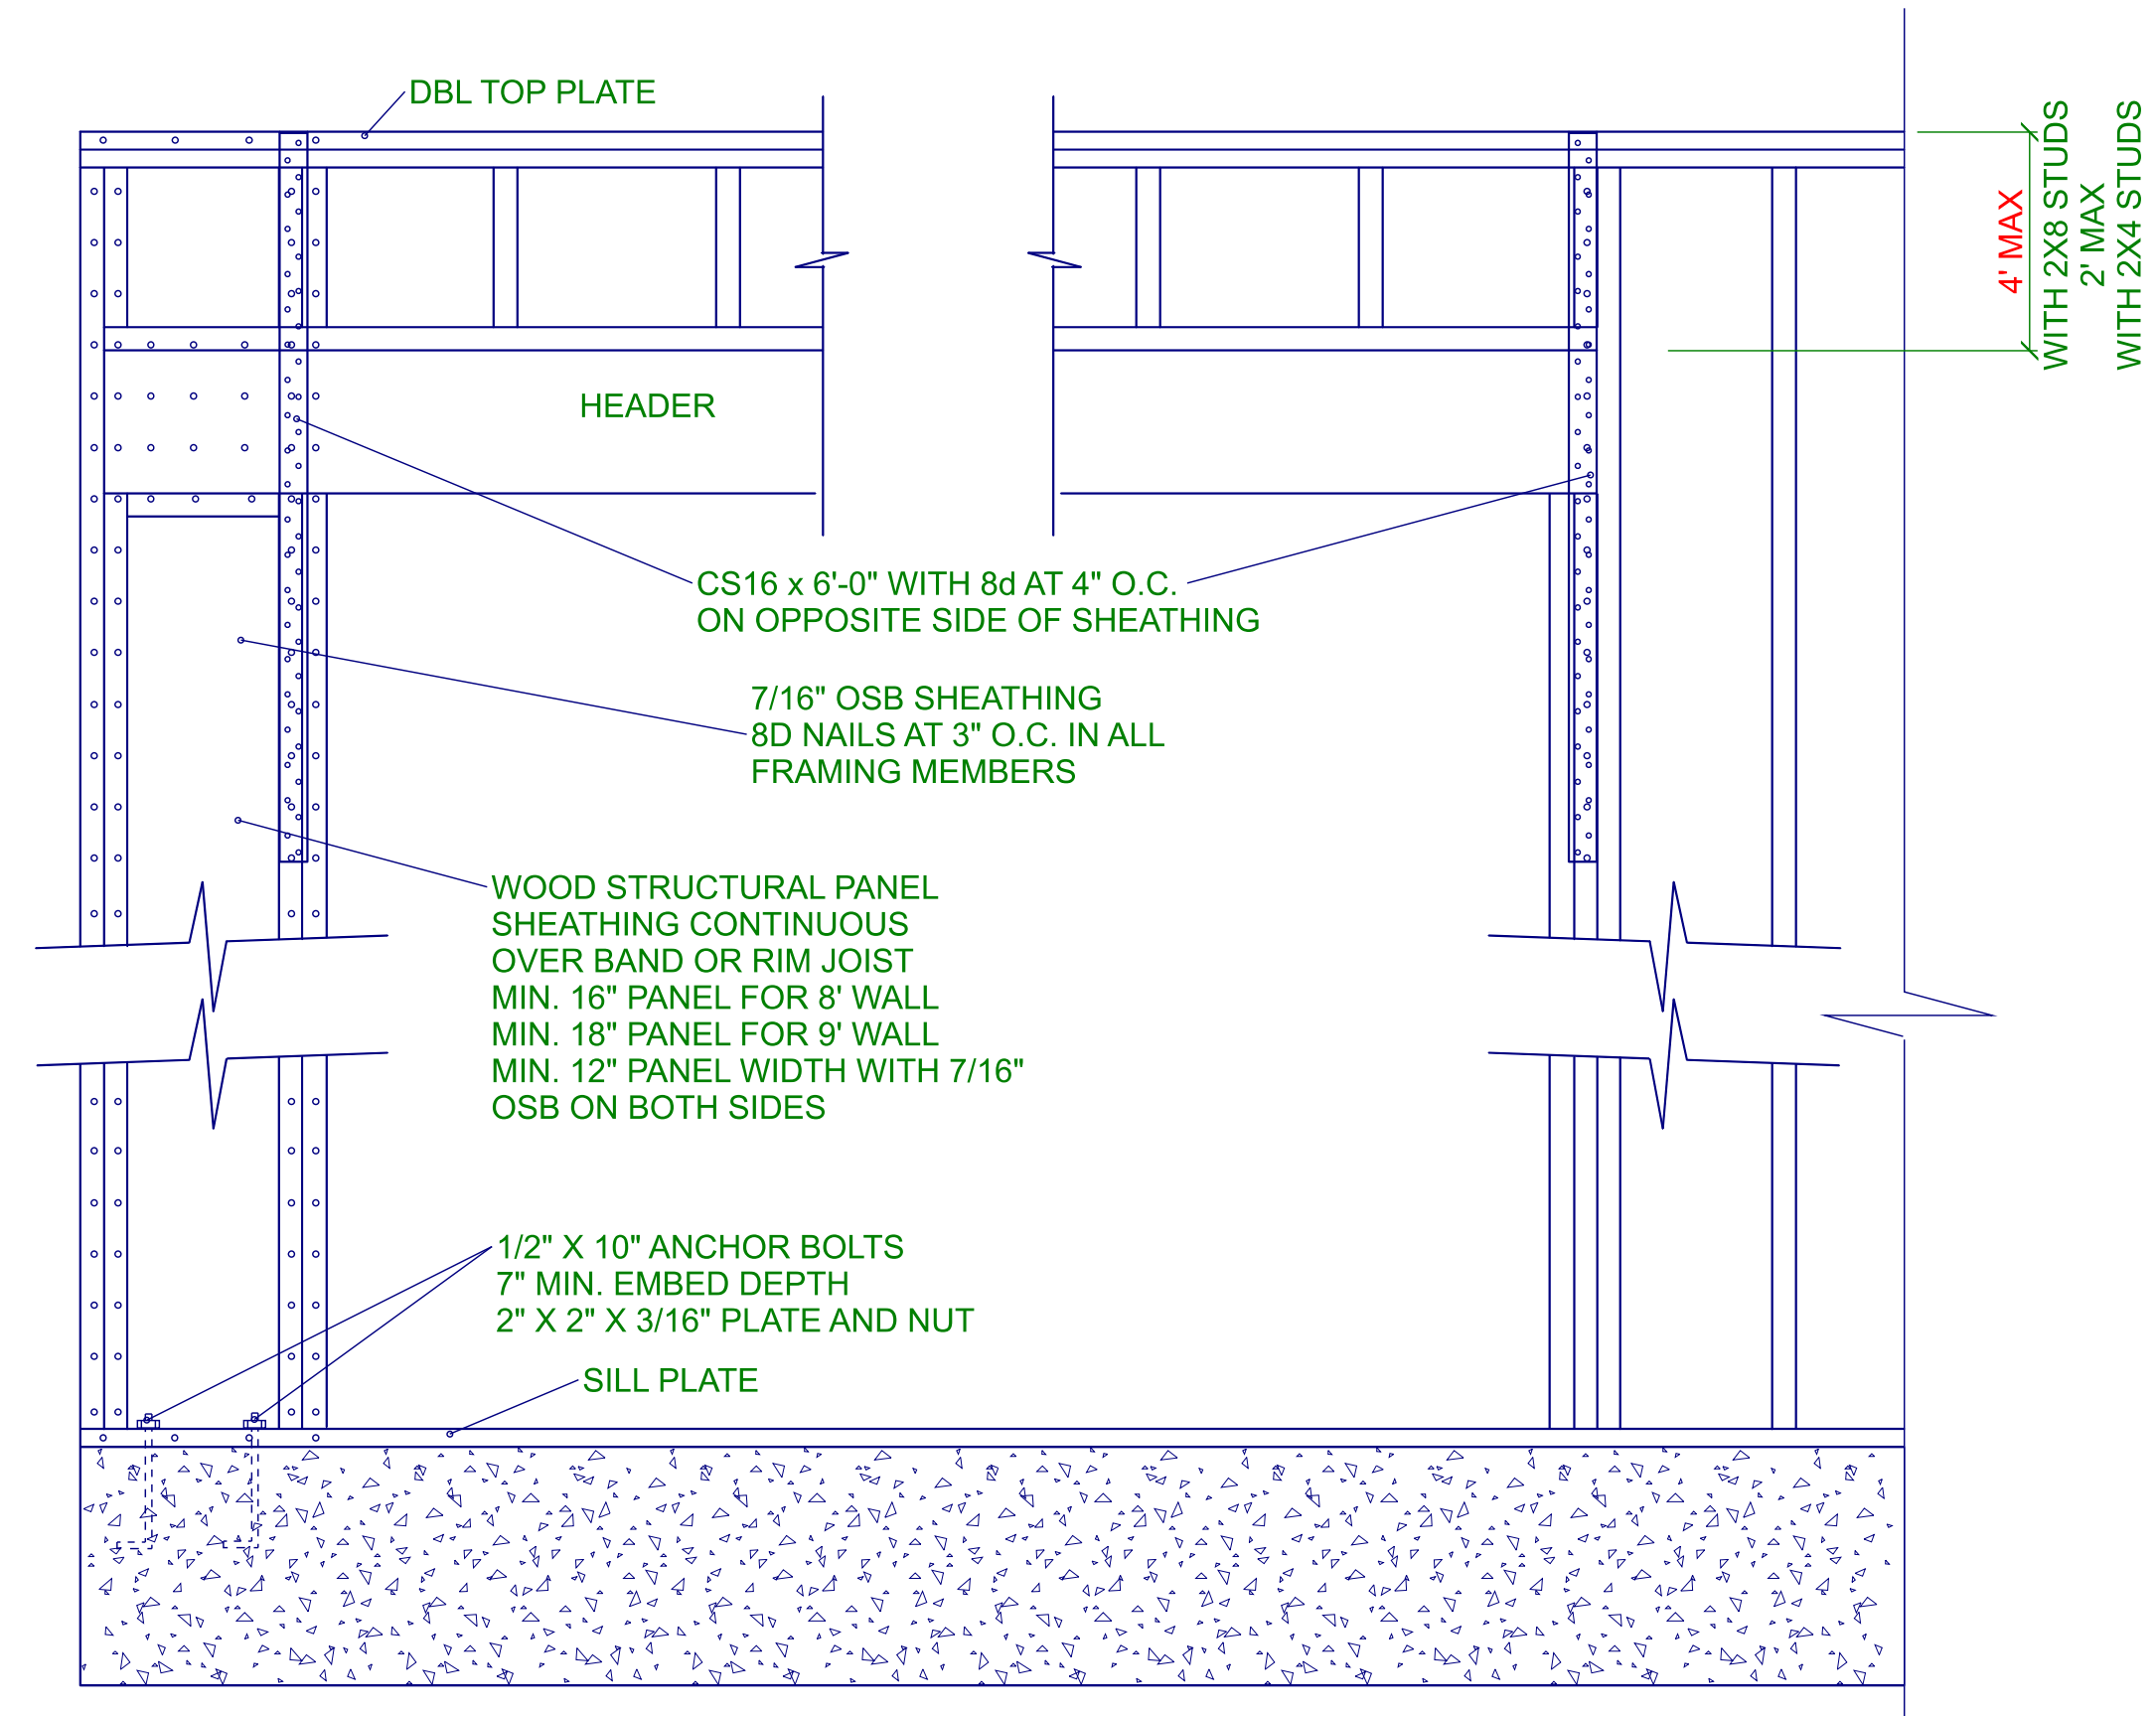 DBL TOP PLATE
4' MAX
WITH 2X8 STUDS
2' MAX
WITH 2X4 STUDS
HEADER
CS16 x 6'-0" WITH 8d AT 4" O.C.
ON OPPOSITE SIDE OF SHEATHING
7/16" OSB SHEATHING
8D NAILS AT 3" O.C. IN ALL
FRAMING MEMBERS
WOOD STRUCTURAL PANEL
SHEATHING CONTINUOUS
OVER BAND OR RIM JOIST
MIN. 16" PANEL FOR 8' WALL
MIN. 18" PANEL FOR 9' WALL
MIN. 12" PANEL WIDTH WITH 7/16"
OSB ON BOTH SIDES
1/2" X 10" ANCHOR BOLTS
7" MIN. EMBED DEPTH
2" X 2" X 3/16" PLATE AND NUT
SILL PLATE